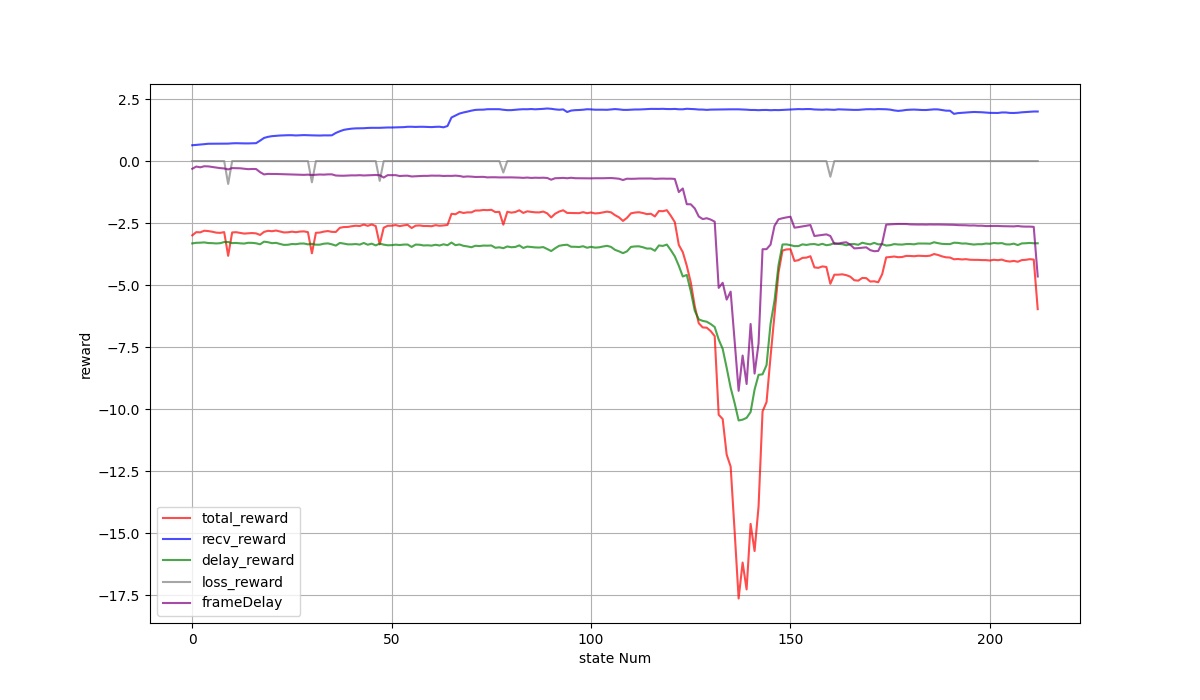 2.5
0.0
−2.5
−5.0
−7.5
−10.0
−12.5
−15.0
−17.5
reward
total_reward
recv_reward
delay_reward
loss_reward
frameDelay
0 50 100 150 200
state Num